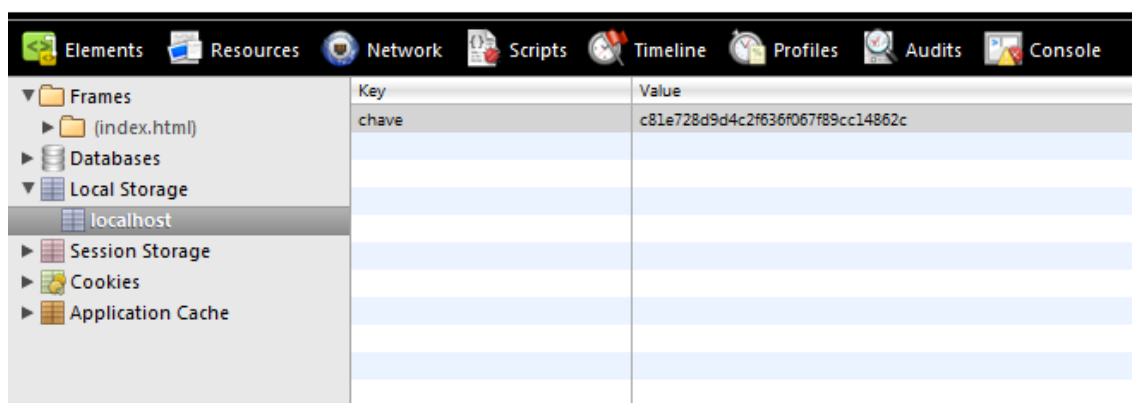 Elements Resources Network Scripts Timeline Profiles Audits Console
Frames
(index.html)
Databases
Local Storage
localhost
Session Storage
Cookies
Application Cache
Key Value
chave c81e728d9d4c2f636f067f89cc14862c